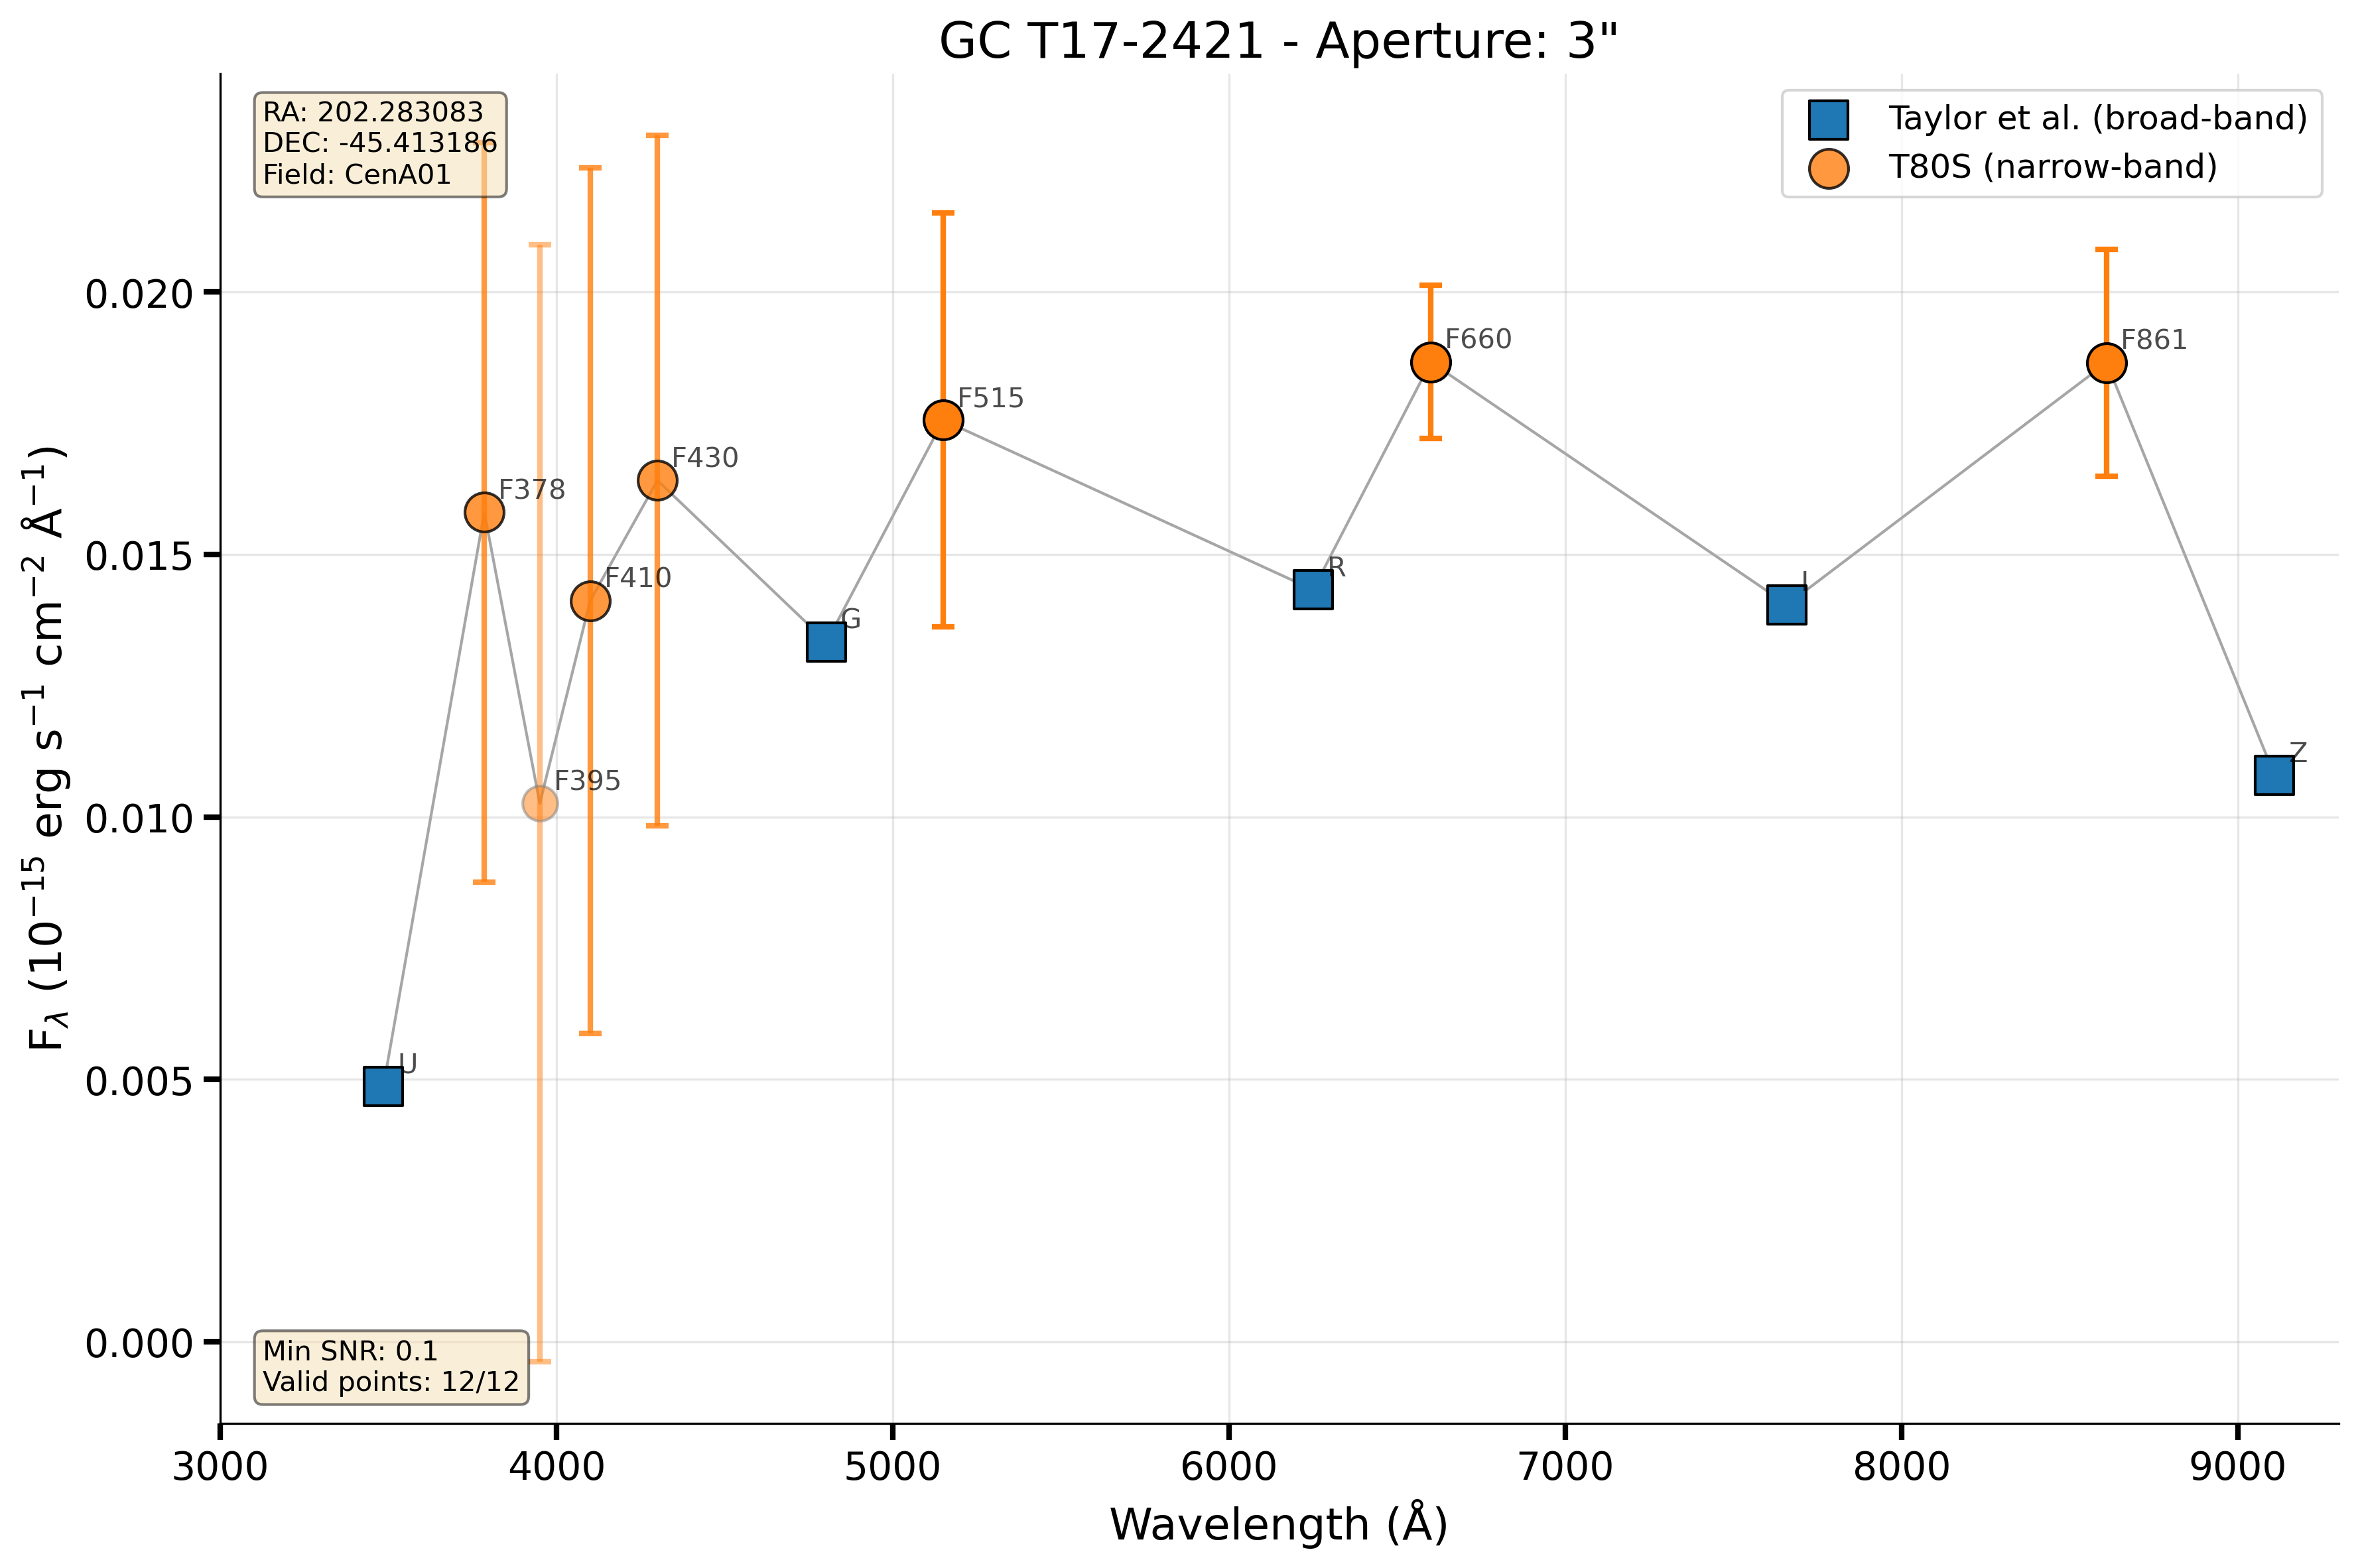 GC T17-2421 - Aperture: 3"
RA: 202.283083
DEC: -45.413186
Field: CenA01
Taylor et al. (broad-band)
T80S (narrow-band)
0.020
0.015
0.010
0.005
0.000
F_λ (10⁻¹⁵ erg s⁻¹ cm⁻² Å⁻¹)
U
F378
F395
F410
F430
G
F515
R
F660
I
F861
Z
Min SNR: 0.1
Valid points: 12/12
3000
4000
5000
6000
7000
8000
9000
Wavelength (Å)